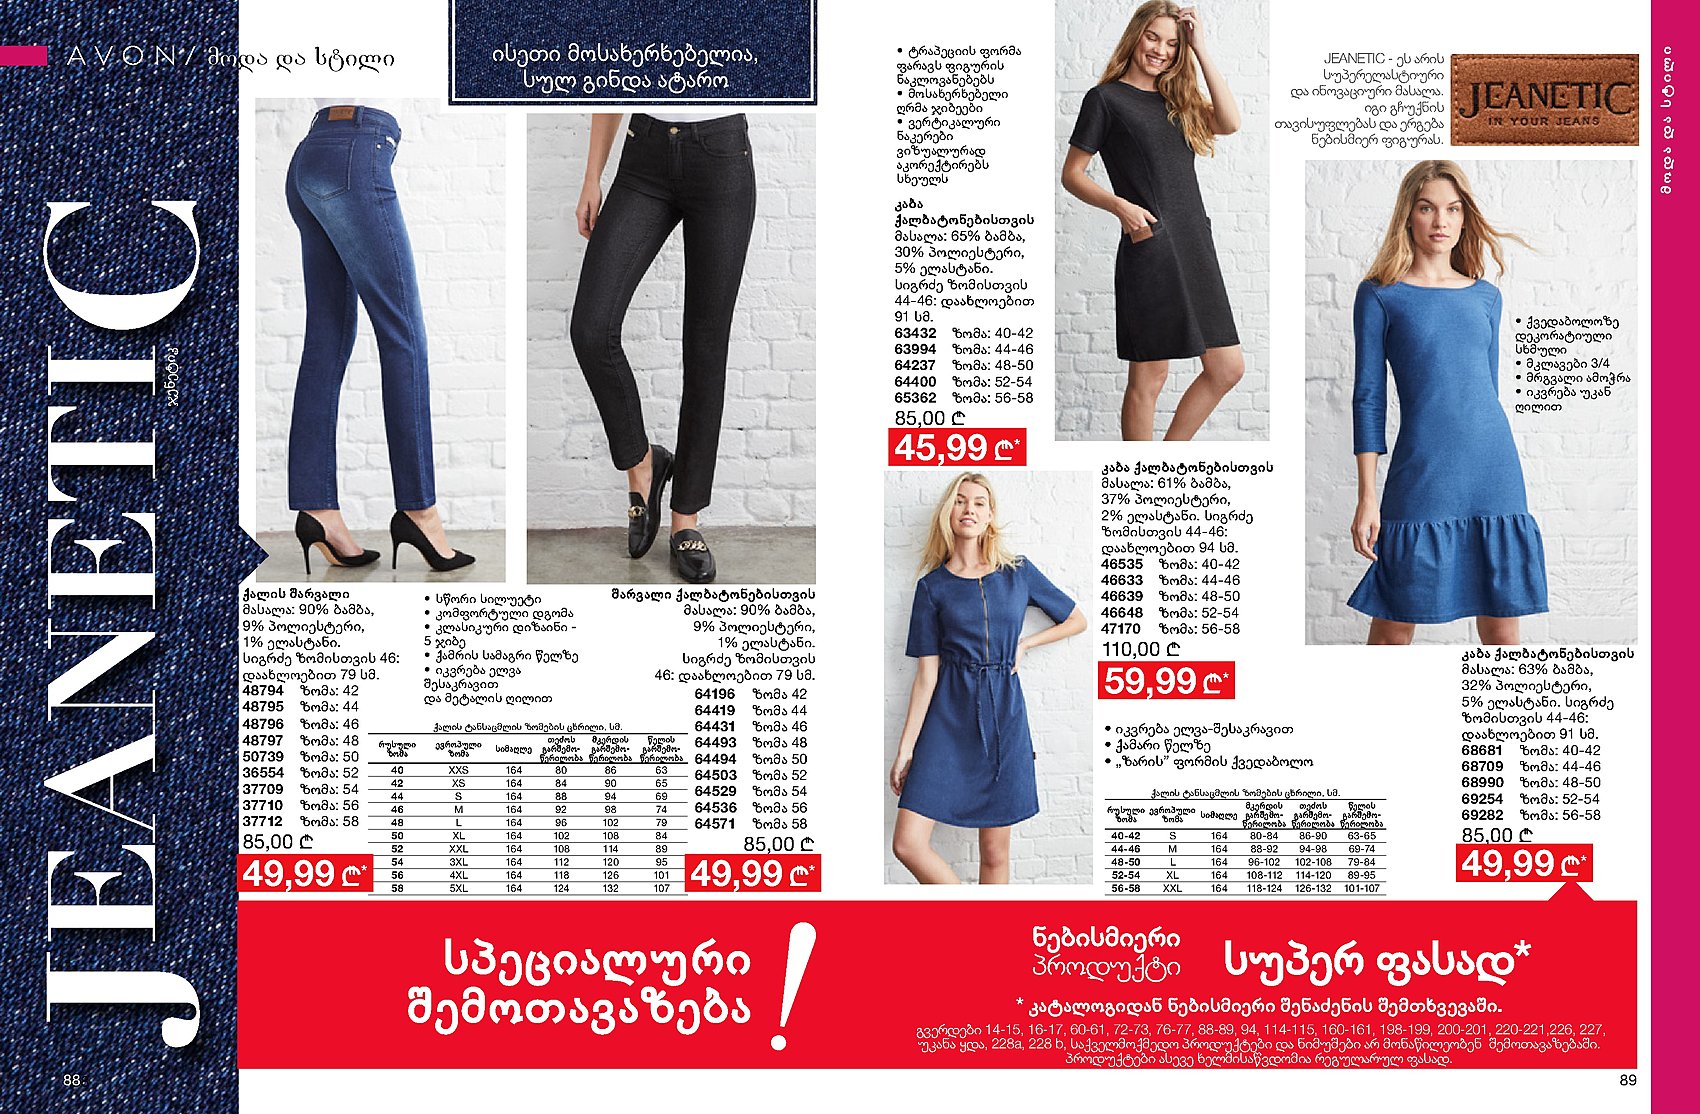 AVON/ მოდა და სტილი
ისეთი მოსახერხებელია,
სულ გინდა ატარო
JEANETIC
ჯინეტიკი
ქალის შარვალი
მასალა: 90% ბამბა,
9% პოლიესტერი,
1% ელასტანი.
სიგრძე ზომისთვის 46:
დაახლოებით 79 სმ.
48794 ზომა: 42
48795 ზომა: 44
48796 ზომა: 46
48797 ზომა: 48
50739 ზომა: 50
36554 ზომა: 52
37709 ზომა: 54
37710 ზომა: 56
37712 ზომა: 58
85,00 ₾
49,99 ₾*
• სწორი სილუეტი
• კომფორტული დგომა
• კლასიკური დიზაინი -
5 ჯიბე
• ქამრის სამაგრი წელზე
• იკვრება ელვა
შესაკრავით
და მეტალის ღილით
ქალის ტანსაცმლის ზომების ცხრილი, სმ.
რუსული ზომა ევროპული ზომა სიმაღლე თეძოს გარშემო-წერილობა მკერდის გარშემო-წერილობა წელის გარშემო-წერილობა
40 XXS 164 80 86 63
42 XS 164 84 90 65
44 S 164 88 94 69
46 M 164 92 98 74
48 L 164 96 102 79
50 XL 164 102 108 84
52 XXL 164 108 114 89
54 3XL 164 112 120 95
56 4XL 164 118 126 101
58 5XL 164 124 132 107
შარვალი ქალბატონებისთვის
მასალა: 90% ბამბა,
9% პოლიესტერი,
1% ელასტანი.
სიგრძე ზომისთვის
46: დაახლოებით 79 სმ.
64196 ზომა 42
64419 ზომა 44
64431 ზომა 46
64493 ზომა 48
64494 ზომა 50
64503 ზომა 52
64529 ზომა 54
64536 ზომა 56
64571 ზომა 58
85,00 ₾
49,99 ₾*
• ტრაპეციის ფორმა
ფარავს ფიგურის
ნაკლოვანებებს
• მოსახერხებელი
ღრმა ჯიბეები
• ვერტიკალური
ნაკერები
ვიზუალურად
აკორექტირებს
სხეულს
კაბა
ქალბატონებისთვის
მასალა: 65% ბამბა,
30% პოლიესტერი,
5% ელასტანი.
სიგრძე ზომისთვის
44-46: დაახლოებით
91 სმ.
63432 ზომა: 40-42
63994 ზომა: 44-46
64237 ზომა: 48-50
64400 ზომა: 52-54
65362 ზომა: 56-58
85,00 ₾
45,99 ₾*
კაბა ქალბატონებისთვის
მასალა: 61% ბამბა,
37% პოლიესტერი,
2% ელასტანი. სიგრძე
ზომისთვის 44-46:
დაახლოებით 94 სმ.
46535 ზომა: 40-42
46633 ზომა: 44-46
46639 ზომა: 48-50
46648 ზომა: 52-54
47170 ზომა: 56-58
110,00 ₾
59,99 ₾*
• იკვრება ელვა-შესაკრავით
• ქამარი წელზე
• „ზარის” ფორმის ქვედაბოლო
ქალის ტანსაცმლის ზომების ცხრილი, სმ.
რუსული ზომა ევროპული ზომა სიმაღლე მკერდის გარშემო-წერილობა თეძოს გარშემო-წერილობა წელის გარშემო-წერილობა
40-42 S 164 80-84 86-90 63-65
44-46 M 164 88-92 94-98 69-74
48-50 L 164 96-102 102-108 79-84
52-54 XL 164 108-112 114-120 89-95
56-58 XXL 164 118-124 126-132 101-107
JEANETIC - ეს არის
სუპერელასტიური
და ინოვაციური მასალა.
იგი გჩუქნის
თავისუფლებას და ერგება
ნებისმიერ ფიგურას.
JEANETIC
IN YOUR JEANS
• ქვედაბოლოზე
დეკორატიული
სხმული
• მკლავები 3/4
• მრგვალი ამოჭრა
• იკვრება უკან
ღილით
კაბა ქალბატონებისთვის
მასალა: 63% ბამბა,
32% პოლიესტერი,
5% ელასტანი. სიგრძე
ზომისთვის 44-46:
დაახლოებით 91 სმ.
68681 ზომა: 40-42
68709 ზომა: 44-46
68990 ზომა: 48-50
69254 ზომა: 52-54
69282 ზომა: 56-58
85,00 ₾
49,99 ₾*
მოდა და სტილი
სპეციალური
შემოთავაზება!
ნებისმიერი
პროდუქტი
სუპერ ფასად*
* კატალოგიდან ნებისმიერი შენაძენის შემთხვევაში.
გვერდები 14-15, 16-17, 60-61, 72-73, 76-77, 88-89, 94, 114-115, 160-161, 198-199, 200-201, 220-221,226, 227,
უკანა ყდა, 228a, 228 b, საქველმოქმედო პროდუქტები და ნიმუშები არ მონაწილეობენ შემოთავაზებაში.
პროდუქტები ასევე ხელმისაწვდომია რეგულარულ ფასად.
88
89